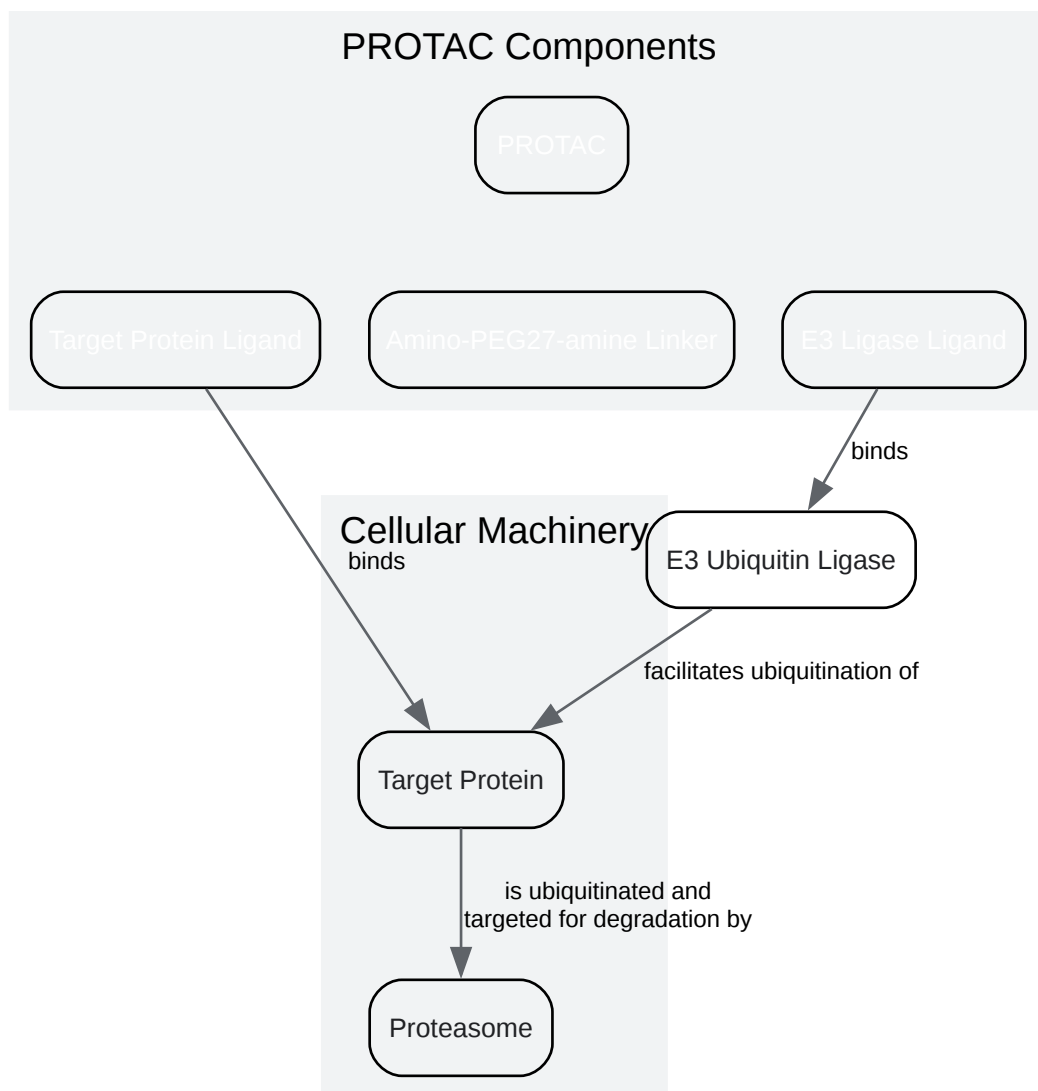 PROTAC Components
PROTAC
Target Protein Ligand
Amino-PEG27-amine Linker
E3 Ligase Ligand
binds
Cellular Machinery
binds
E3 Ubiquitin Ligase
facilitates ubiquitination of
Target Protein
is ubiquitinated and
targeted for degradation by
Proteasome